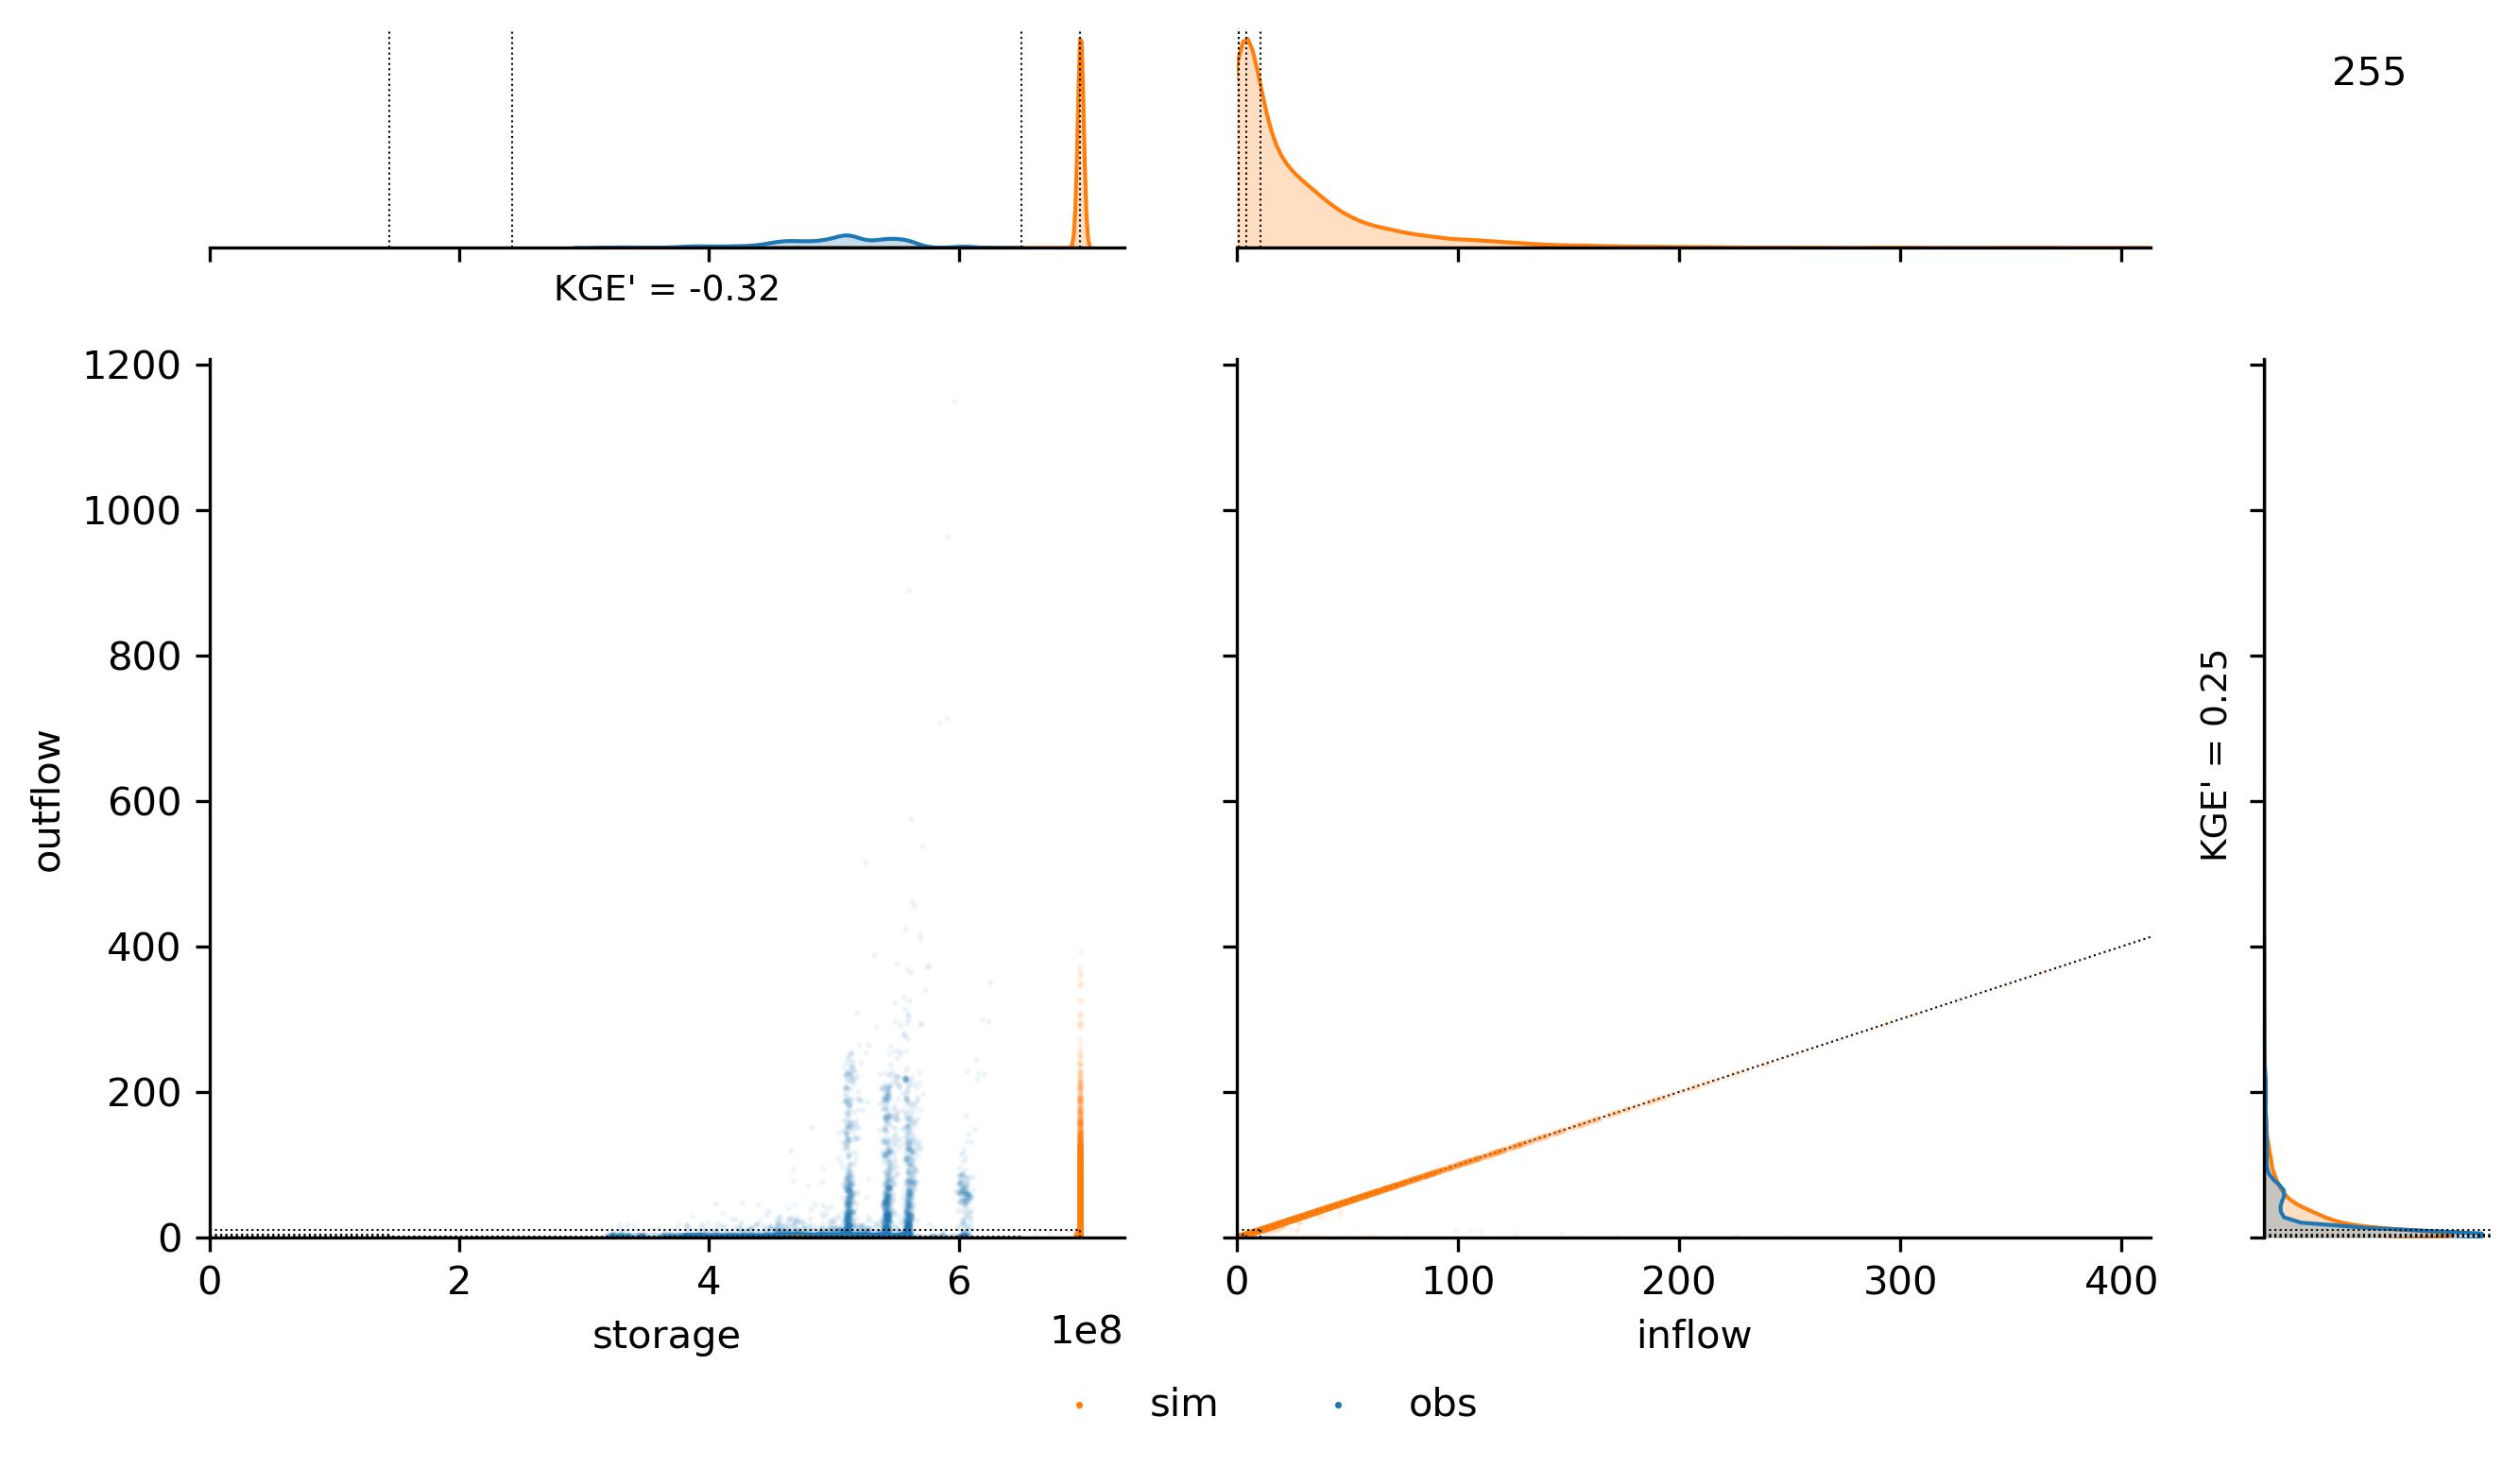 255
KGE' = -0.32
1200
1000
800
600
400
200
0
outflow
KGE' = 0.25
0 2 4 6
0 100 200 300 400
storage
1e8
inflow
sim obs